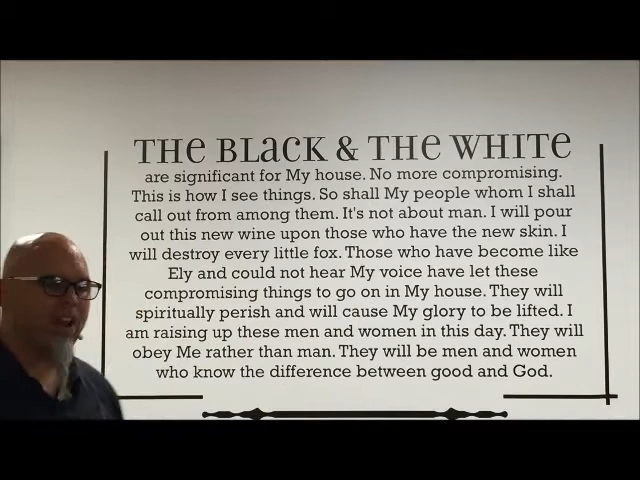 THE BLACK & THE WHITE
are significant for My house. No more compromising.
This is how I see things. So shall My people whom I shall
call out from among them. It's not about man. I will pour
out this new wine upon those who have the new skin. I
will destroy every little fox. Those who have become like
Ely and could not hear My voice have let these
compromising things to go on in My house. They will
spiritually perish and will cause My glory to be lifted. I
am raising up these men and women in this day. They will
obey Me rather than man. They will be men and women
who know the difference between good and God.